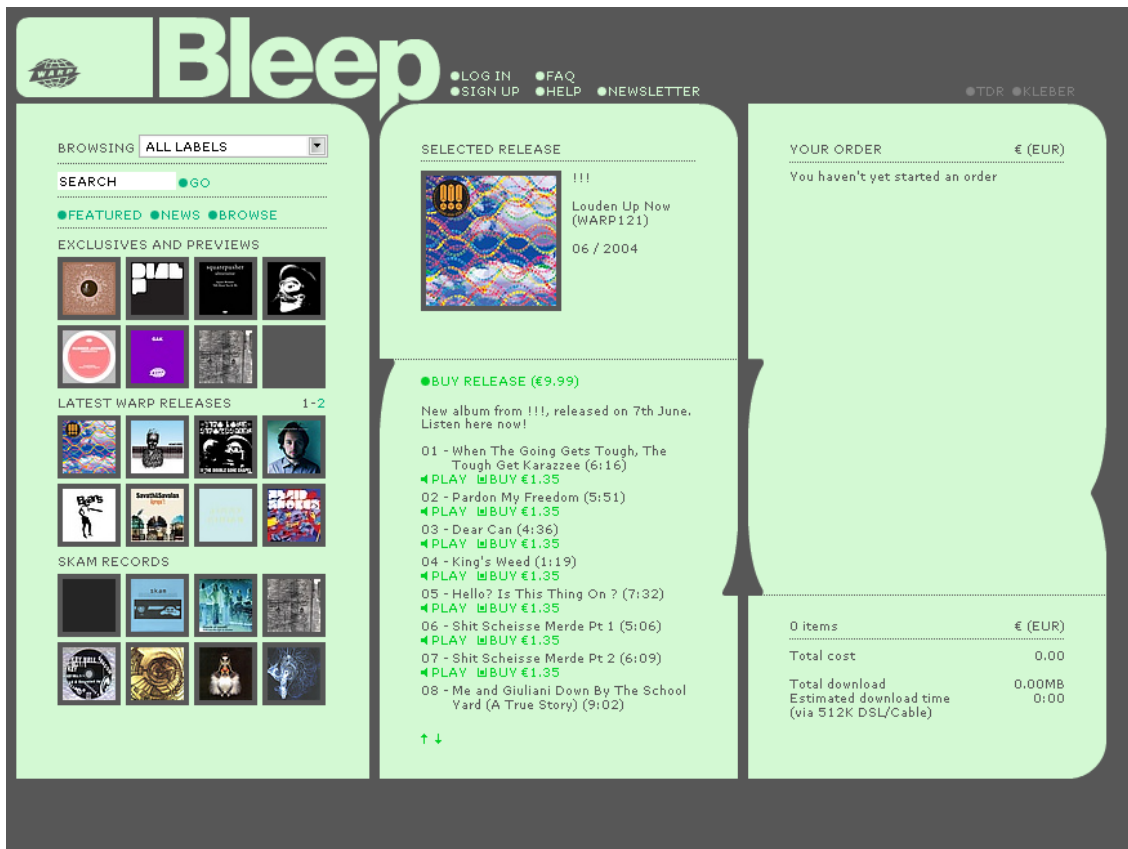 WARP
Bleep
●LOG IN ●FAQ
●SIGN UP ●HELP ●NEWSLETTER
●TDR ●KLEBER
BROWSING ALL LABELS
SEARCH ●GO
●FEATURED ●NEWS ●BROWSE
EXCLUSIVES AND PREVIEWS
squarepusher
LATEST WARP RELEASES 1-2
Savath&Savalas
SKAM RECORDS
skam
SELECTED RELEASE
!!!
!!!
Louden Up Now
(WARP121)
06 / 2004
●BUY RELEASE (€9.99)
New album from !!!, released on 7th June.
Listen here now!
01 - When The Going Gets Tough, The
Tough Get Karazzee (6:16)
PLAY BUY €1.35
02 - Pardon My Freedom (5:51)
PLAY BUY €1.35
03 - Dear Can (4:36)
PLAY BUY €1.35
04 - King's Weed (1:19)
PLAY BUY €1.35
05 - Hello? Is This Thing On ? (7:32)
PLAY BUY €1.35
06 - Shit Scheisse Merde Pt 1 (5:06)
PLAY BUY €1.35
07 - Shit Scheisse Merde Pt 2 (6:09)
PLAY BUY €1.35
08 - Me and Giuliani Down By The School
Yard (A True Story) (9:02)
↑ ↓
YOUR ORDER € (EUR)
You haven't yet started an order
0 items € (EUR)
Total cost 0.00
Total download 0.00MB
Estimated download time 0:00
(via 512K DSL/Cable)